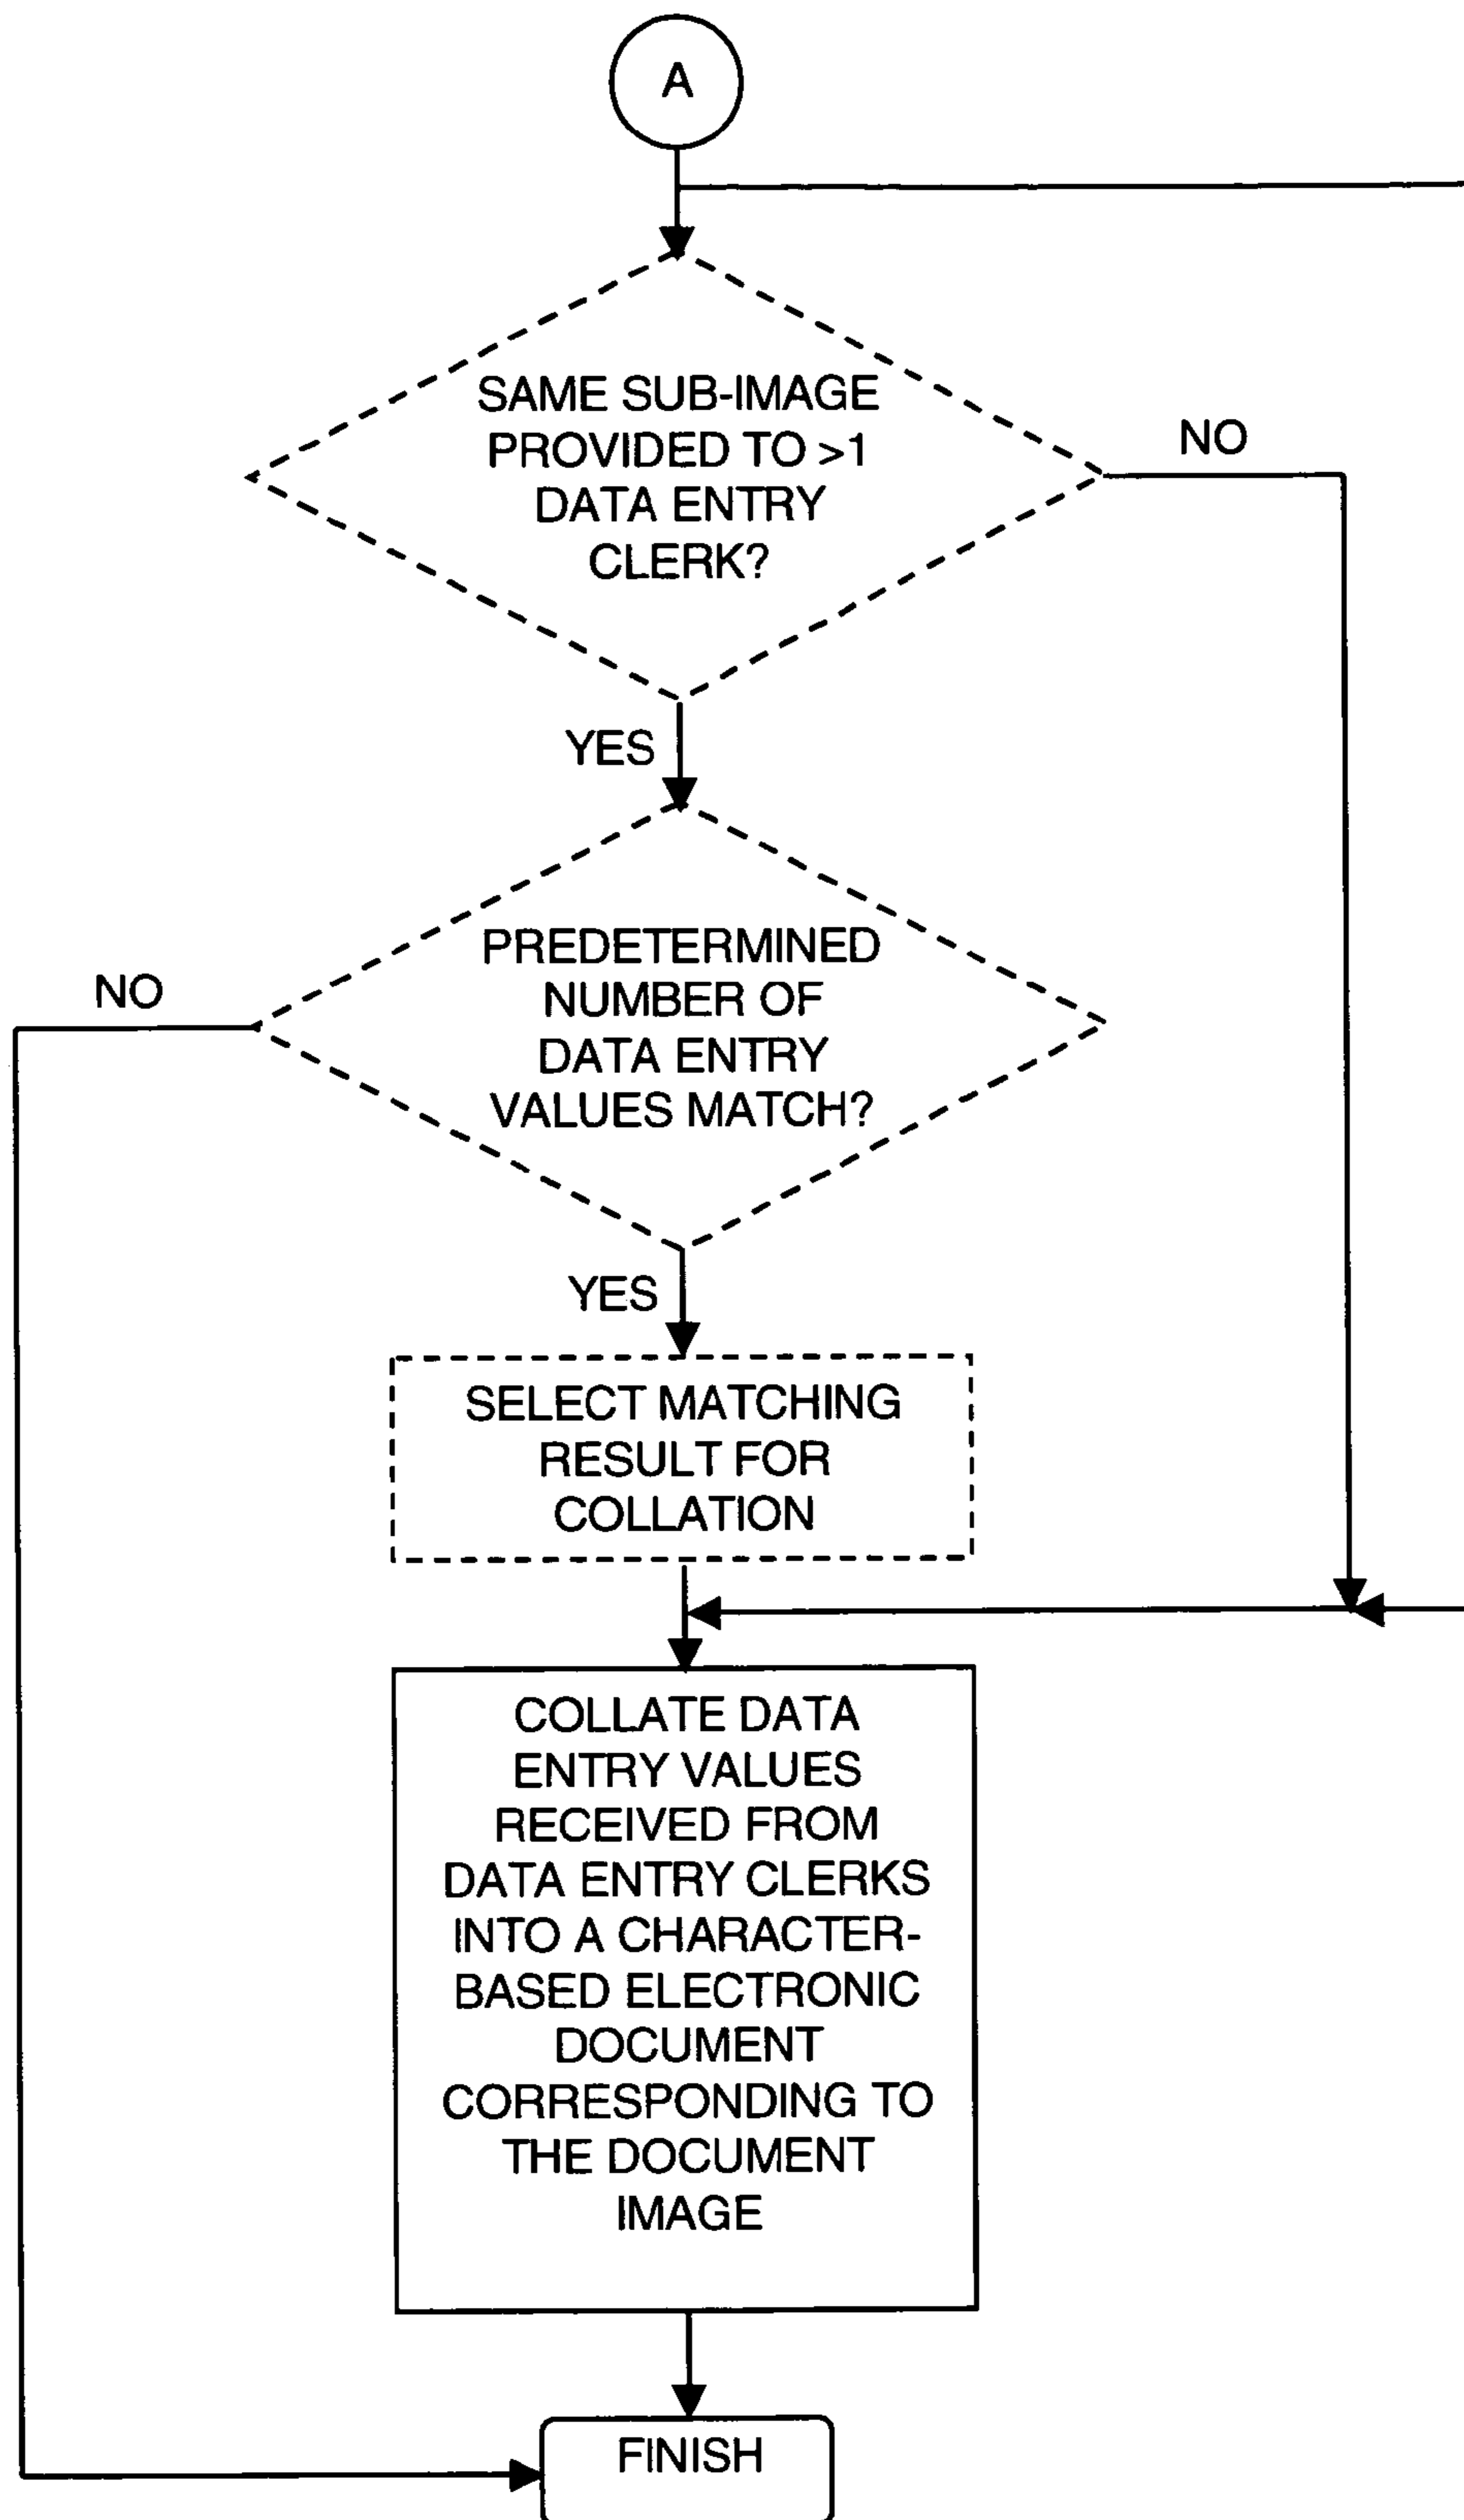 A
SAME SUB-IMAGE
PROVIDED TO >1
DATA ENTRY
CLERK?
NO
YES
PREDETERMINED
NUMBER OF
DATA ENTRY
VALUES MATCH?
NO
YES
SELECT MATCHING
RESULT FOR
COLLATION
COLLATE DATA
ENTRY VALUES
RECEIVED FROM
DATA ENTRY CLERKS
INTO A CHARACTER-
BASED ELECTRONIC
DOCUMENT
CORRESPONDING TO
THE DOCUMENT
IMAGE
FINISH